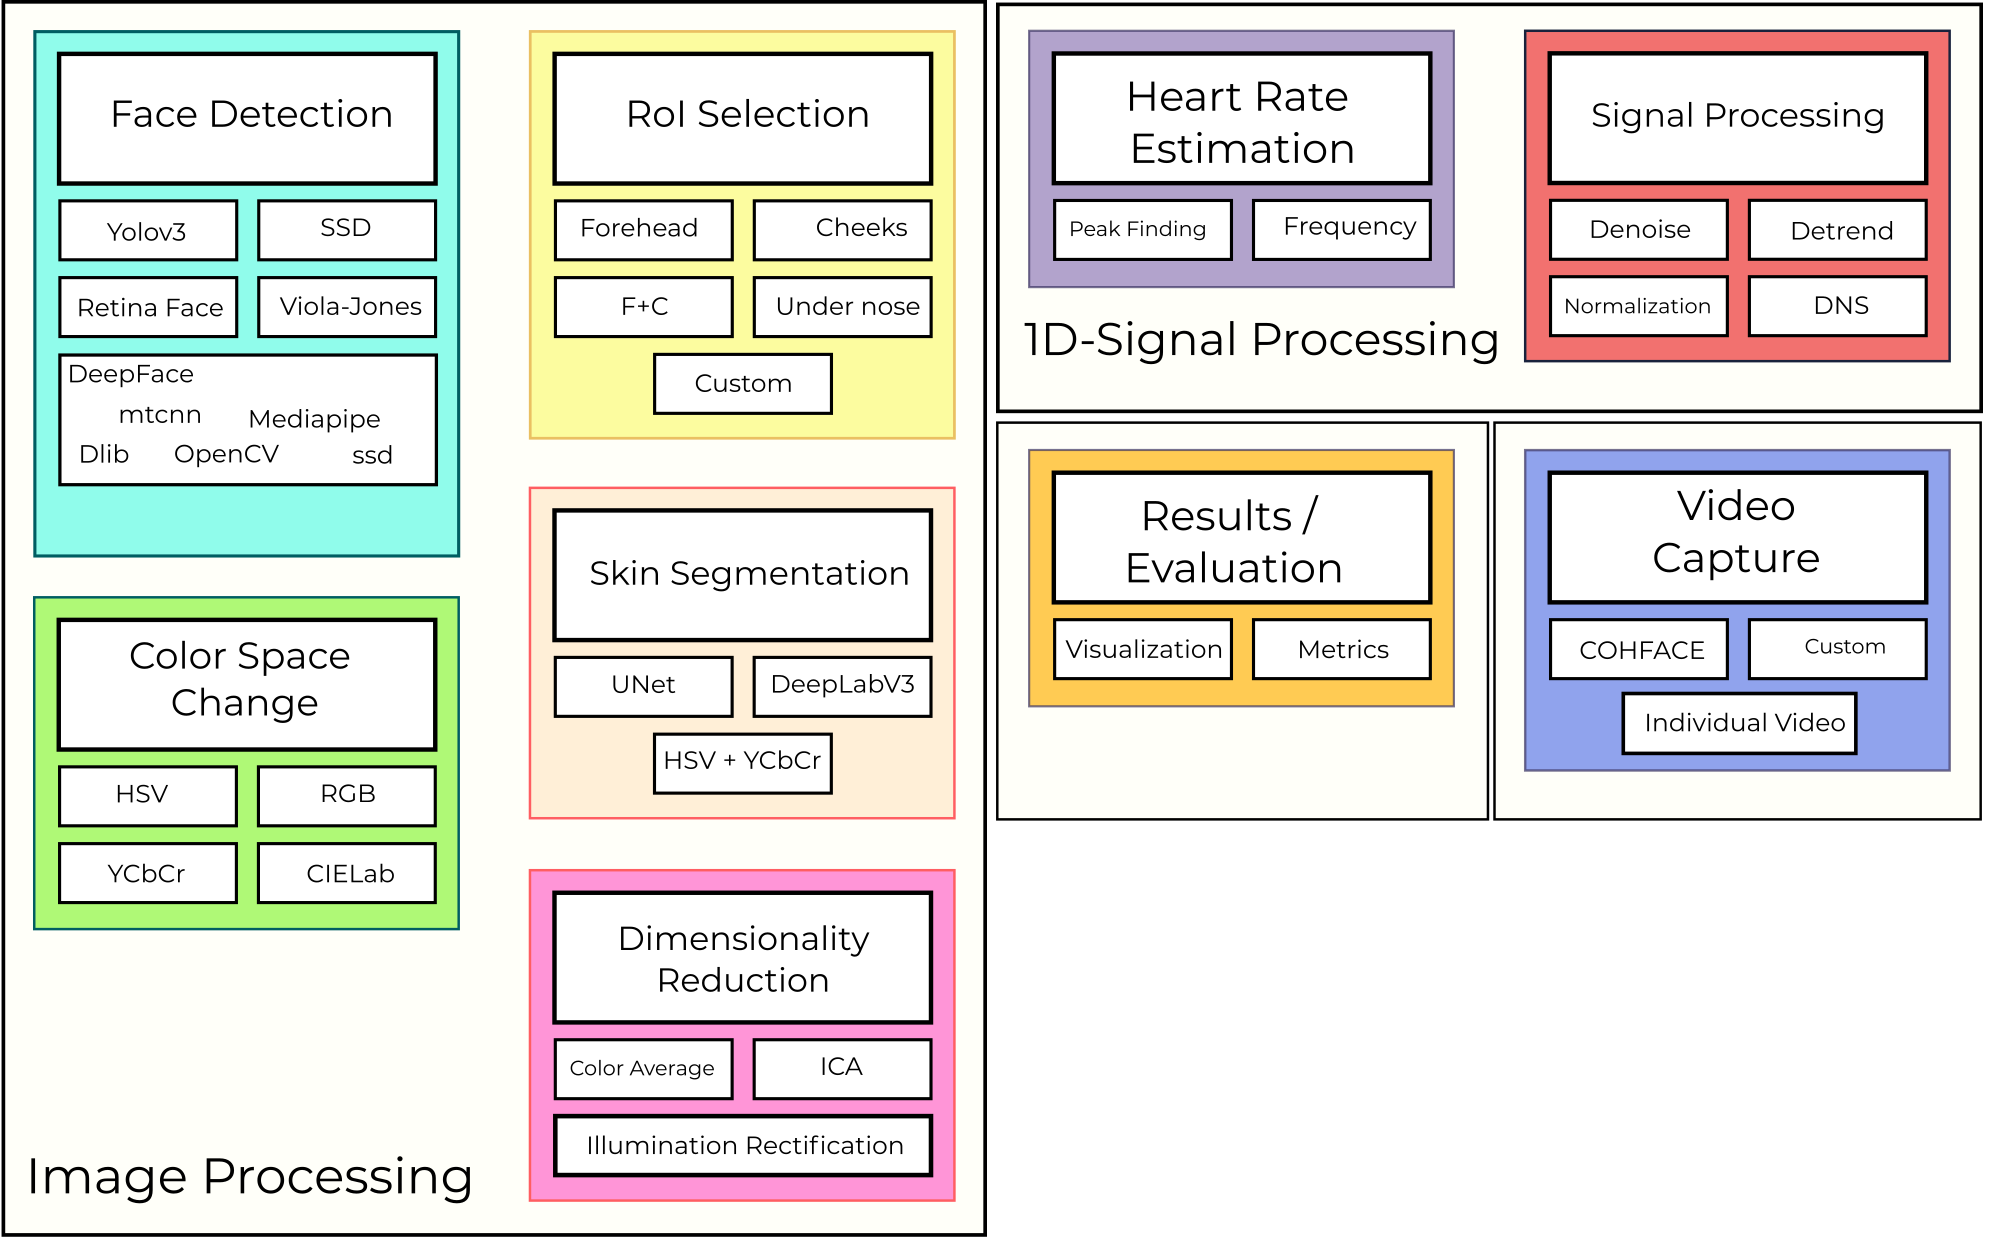 Face Detection
Yolov3
SSD
Retina Face
Viola-Jones
DeepFace
mtcnn
Mediapipe
Dlib
OpenCV
ssd
Color Space
Change
HSV
RGB
YCbCr
CIELab
RoI Selection
Forehead
Cheeks
F+C
Under nose
Custom
Skin Segmentation
UNet
DeepLabV3
HSV + YCbCr
Dimensionality
Reduction
Color Average
ICA
Illumination Rectification
Image Processing
Heart Rate
Estimation
Peak Finding
Frequency
Signal Processing
Denoise
Detrend
Normalization
DNS
1D-Signal Processing
Results /
Evaluation
Visualization
Metrics
Video
Capture
COHFACE
Custom
Individual Video